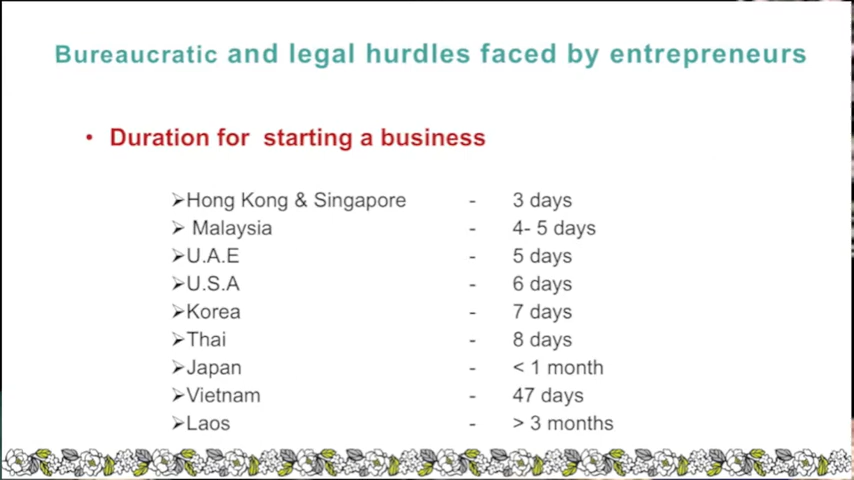 Bureaucratic and legal hurdles faced by entrepreneurs
• Duration for starting a business
➢Hong Kong & Singapore - 3 days
➢ Malaysia - 4- 5 days
➢U.A.E - 5 days
➢U.S.A - 6 days
➢Korea - 7 days
➢Thai - 8 days
➢Japan - < 1 month
➢Vietnam - 47 days
➢Laos - > 3 months